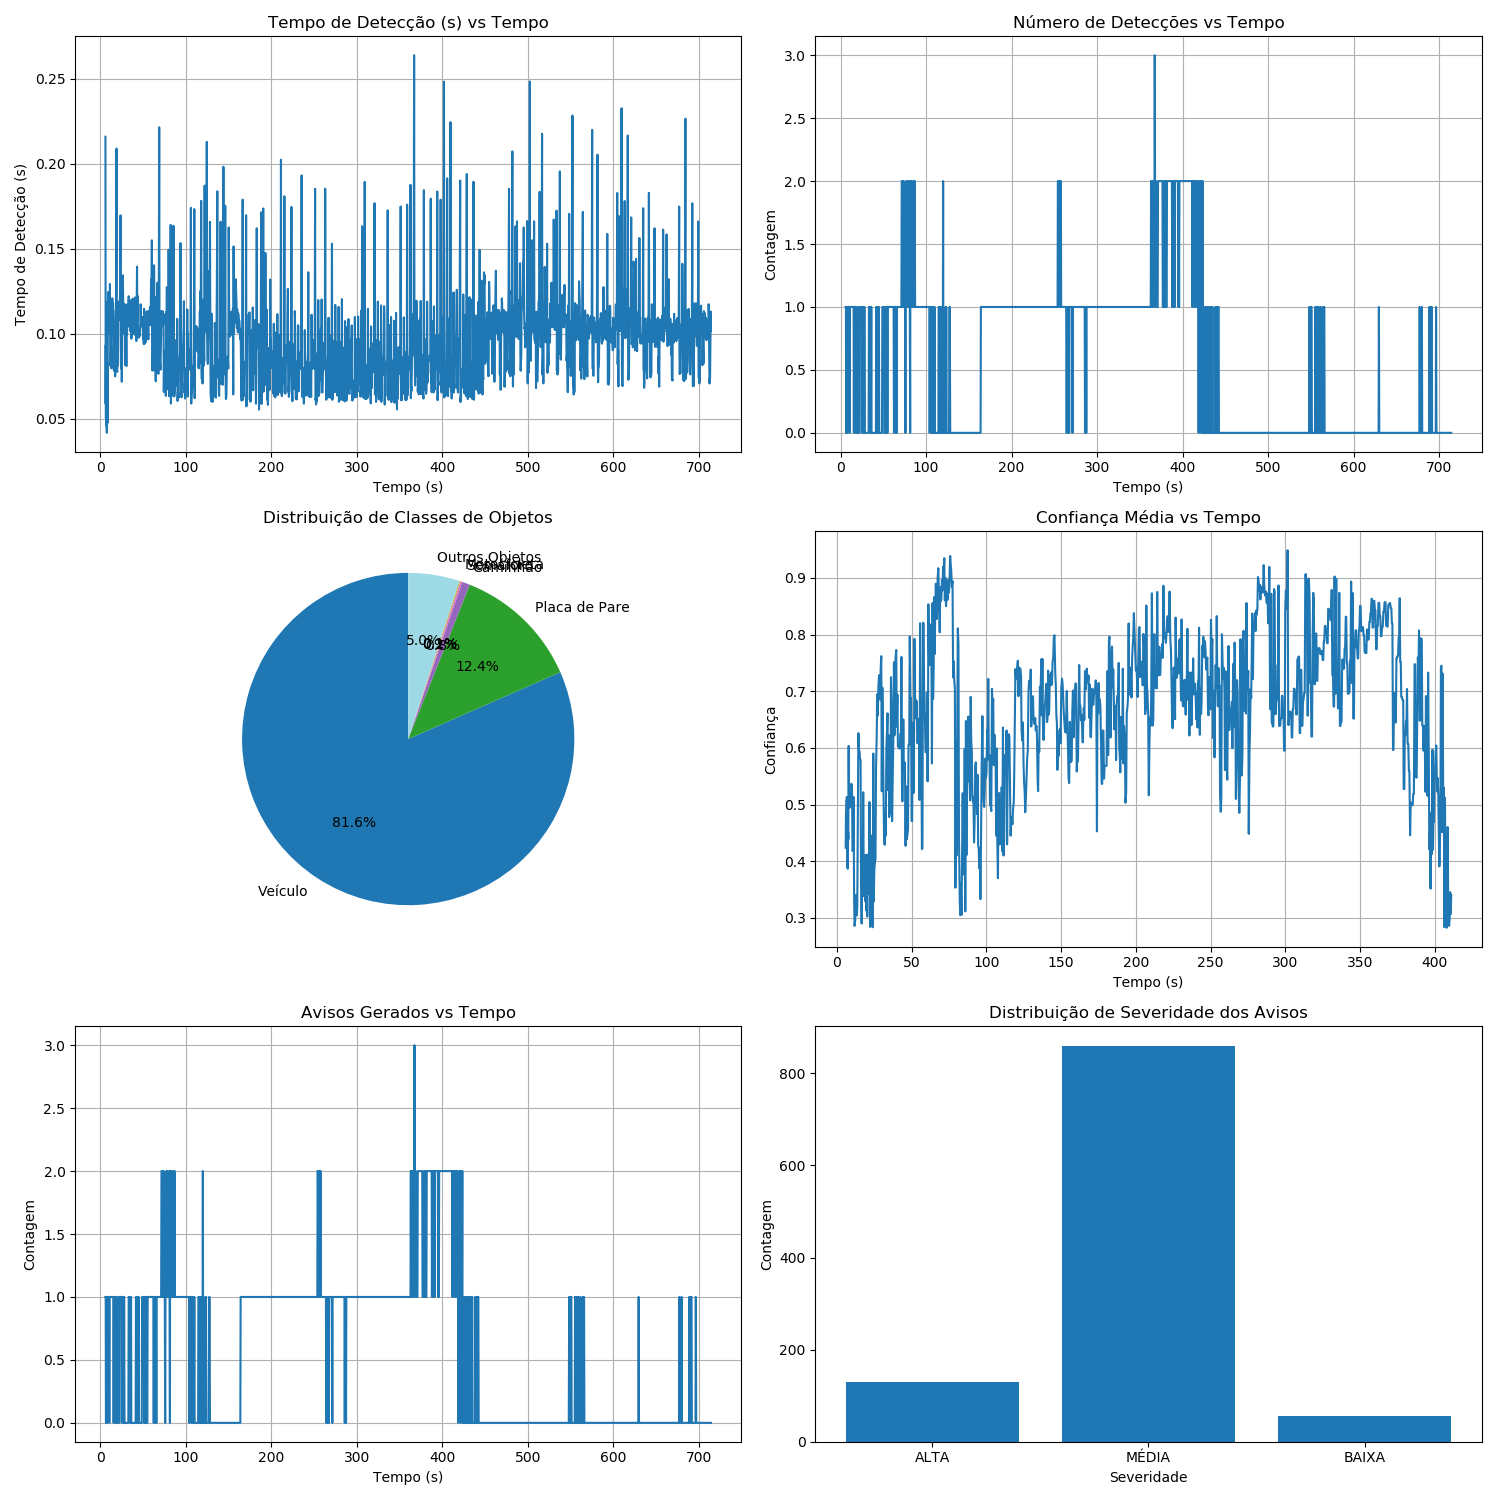 Tempo de Detecção (s) vs Tempo
Tempo de Detecção (s)
0.25
0.20
0.15
0.10
0.05
0 100 200 300 400 500 600 700
Tempo (s)
Número de Detecções vs Tempo
Contagem
3.0
2.5
2.0
1.5
1.0
0.5
0.0
0 100 200 300 400 500 600 700
Tempo (s)
Distribuição de Classes de Objetos
Outros Objetos
Caminhão
Placa de Pare
5.0%
12.4%
81.6%
Veículo
Confiança Média vs Tempo
Confiança
0.9
0.8
0.7
0.6
0.5
0.4
0.3
0 50 100 150 200 250 300 350 400
Tempo (s)
Avisos Gerados vs Tempo
Contagem
3.0
2.5
2.0
1.5
1.0
0.5
0.0
0 100 200 300 400 500 600 700
Tempo (s)
Distribuição de Severidade dos Avisos
Contagem
800
600
400
200
0
ALTA MÉDIA BAIXA
Severidade